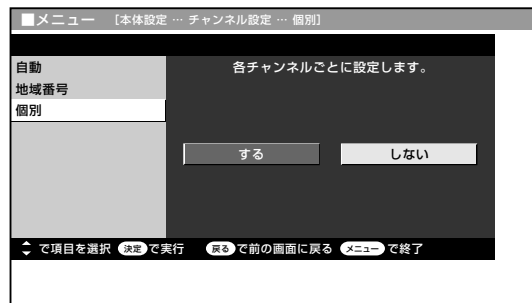 ■メニュー [本体設定 … チャンネル設定 … 個別]
自動
地域番号
個別
各チャンネルごとに設定します。
する
しない
で項目を選択 決定 で実行 戻る で前の画面に戻る メニュー で終了